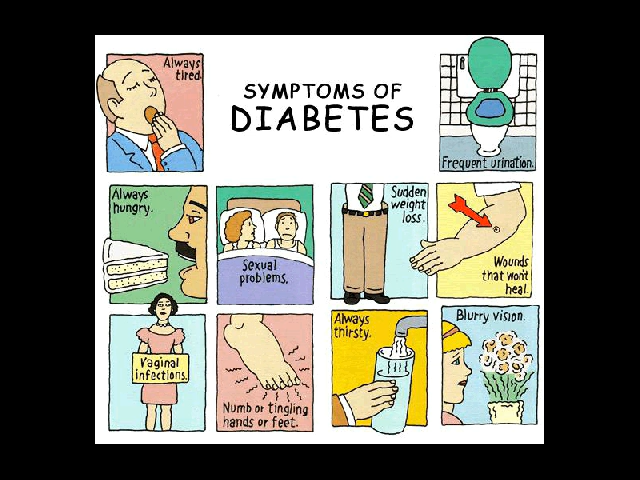 Always
tired.
SYMPTOMS OF
DIABETES
Frequent urination.
Always
hungry.
Sexual
problems.
Sudden
weight
loss.
Wounds
that won't
heal.
Vaginal
infections.
Numb or tingling
hands or feet.
Always
thirsty.
Blurry vision.